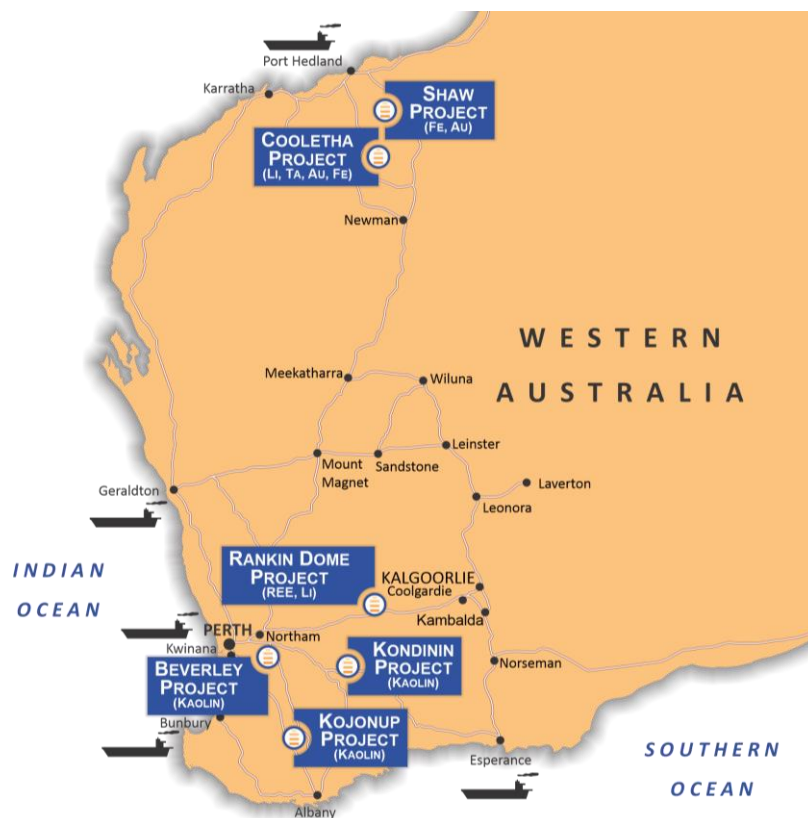 Port Hedland
Karratha
SHAW
PROJECT
(FE, AU)
COOLETHA
PROJECT
(LI, TA, AU, FE)
Newman
WESTERN
AUSTRALIA
Meekatharra
Wiluna
Leinster
Mount
Magnet
Sandstone
Laverton
Geraldton
Leonora
INDIAN
OCEAN
RANKIN DOME
PROJECT
(REE, LI)
KALGOORLIE
Coolgardie
Kambalda
PERTH
Northam
Kwinana
BEVERLEY
PROJECT
(KAOLIN)
KONDININ
PROJECT
(KAOLIN)
Norseman
Bunbury
KOJONUP
PROJECT
(KAOLIN)
Esperance
SOUTHERN
OCEAN
Albany